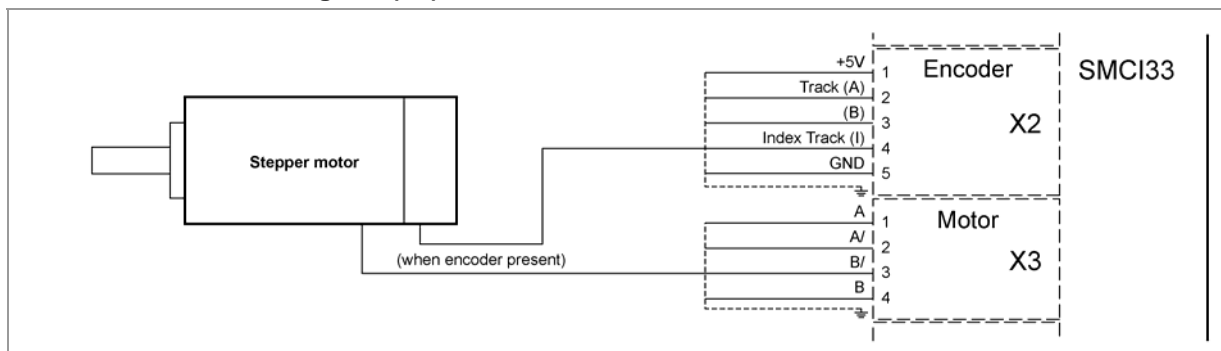 +5V
1
Encoder
SMCI33
Track (A)
2
(B)
3
X2
Index Track (I)
4
GND
5
Stepper motor
(when encoder present)
A
1
Motor
A/
2
B/
3
X3
B
4